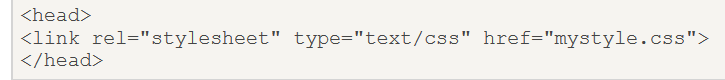 <head>
<link rel="stylesheet" type="text/css" href="mystyle.css">
</head>